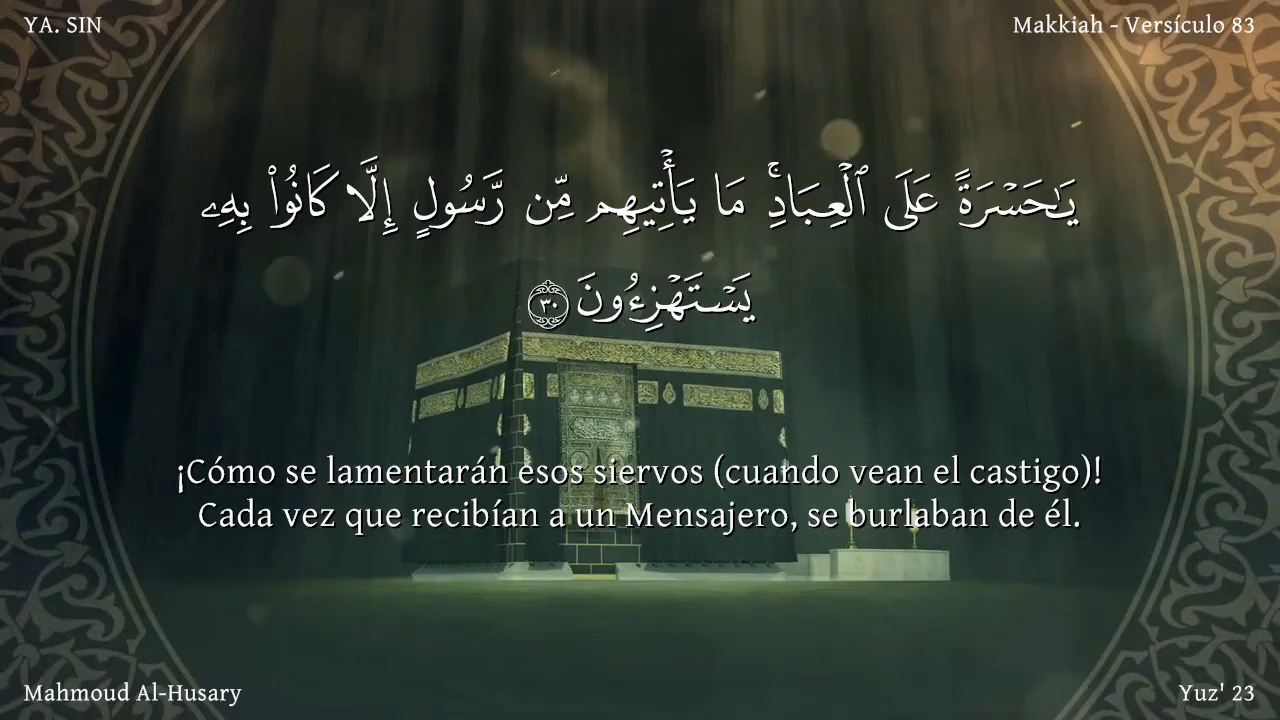 YA. SIN
Makkiah - Versículo 83
يَـٰحَسْرَةً عَلَى ٱلْعِبَادِ ۚ مَا يَأْتِيهِم مِّن رَّسُولٍ إِلَّا كَانُوا۟ بِهِۦ
يَسْتَهْزِءُونَ ٣٠
¡Cómo se lamentarán esos siervos (cuando vean el castigo)!
Cada vez que recibían a un Mensajero, se burlaban de él.
Mahmoud Al-Husary
Yuz' 23